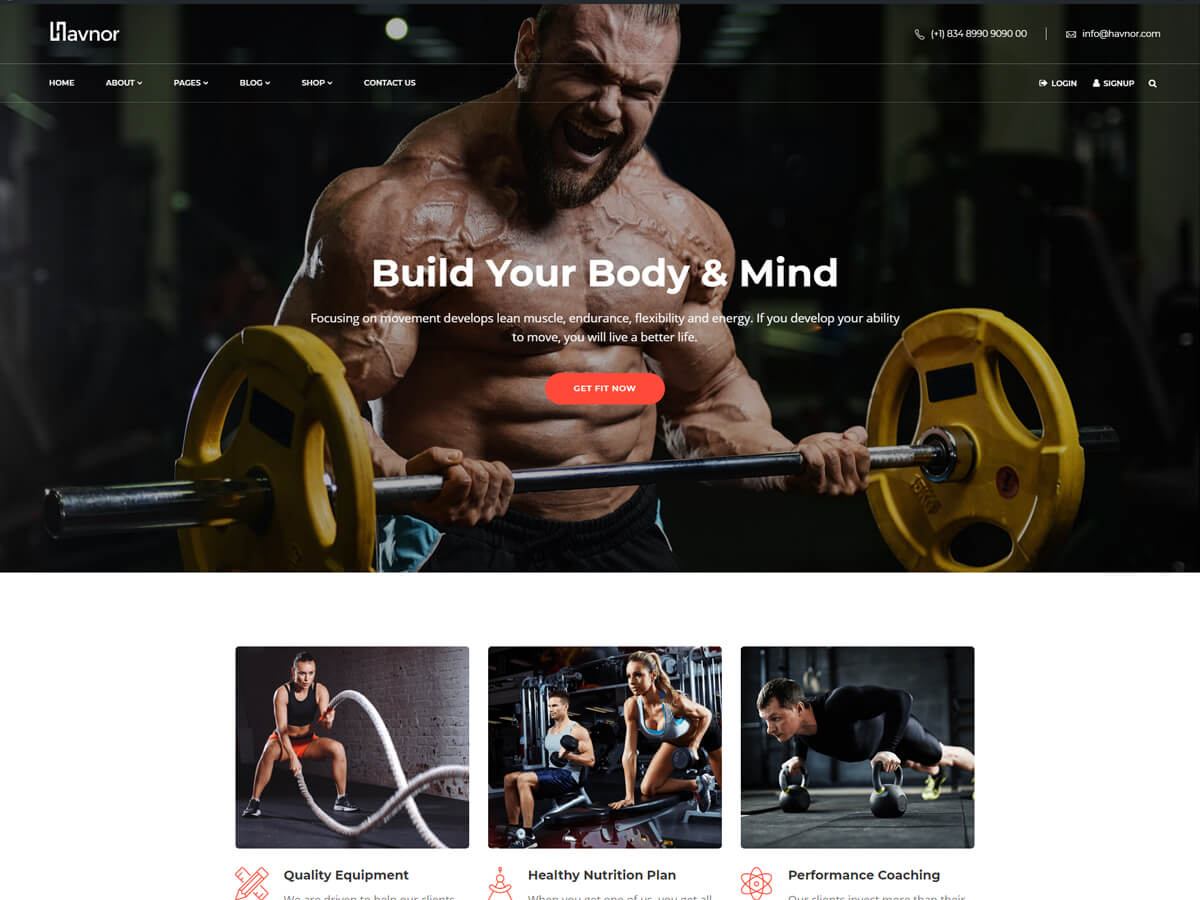 Havnor
(+1) 834 8990 9090 00
info@havnor.com
HOME ABOUT PAGES BLOG SHOP CONTACT US
LOGIN SIGNUP
Build Your Body & Mind
Focusing on movement develops lean muscle, endurance, flexibility and energy. If you develop your ability
to move, you will live a better life.
GET FIT NOW
15KG
Quality Equipment
Healthy Nutrition Plan
Performance Coaching
We are driven to help our clients
When you get one of us, you get all
Our clients invest more than their